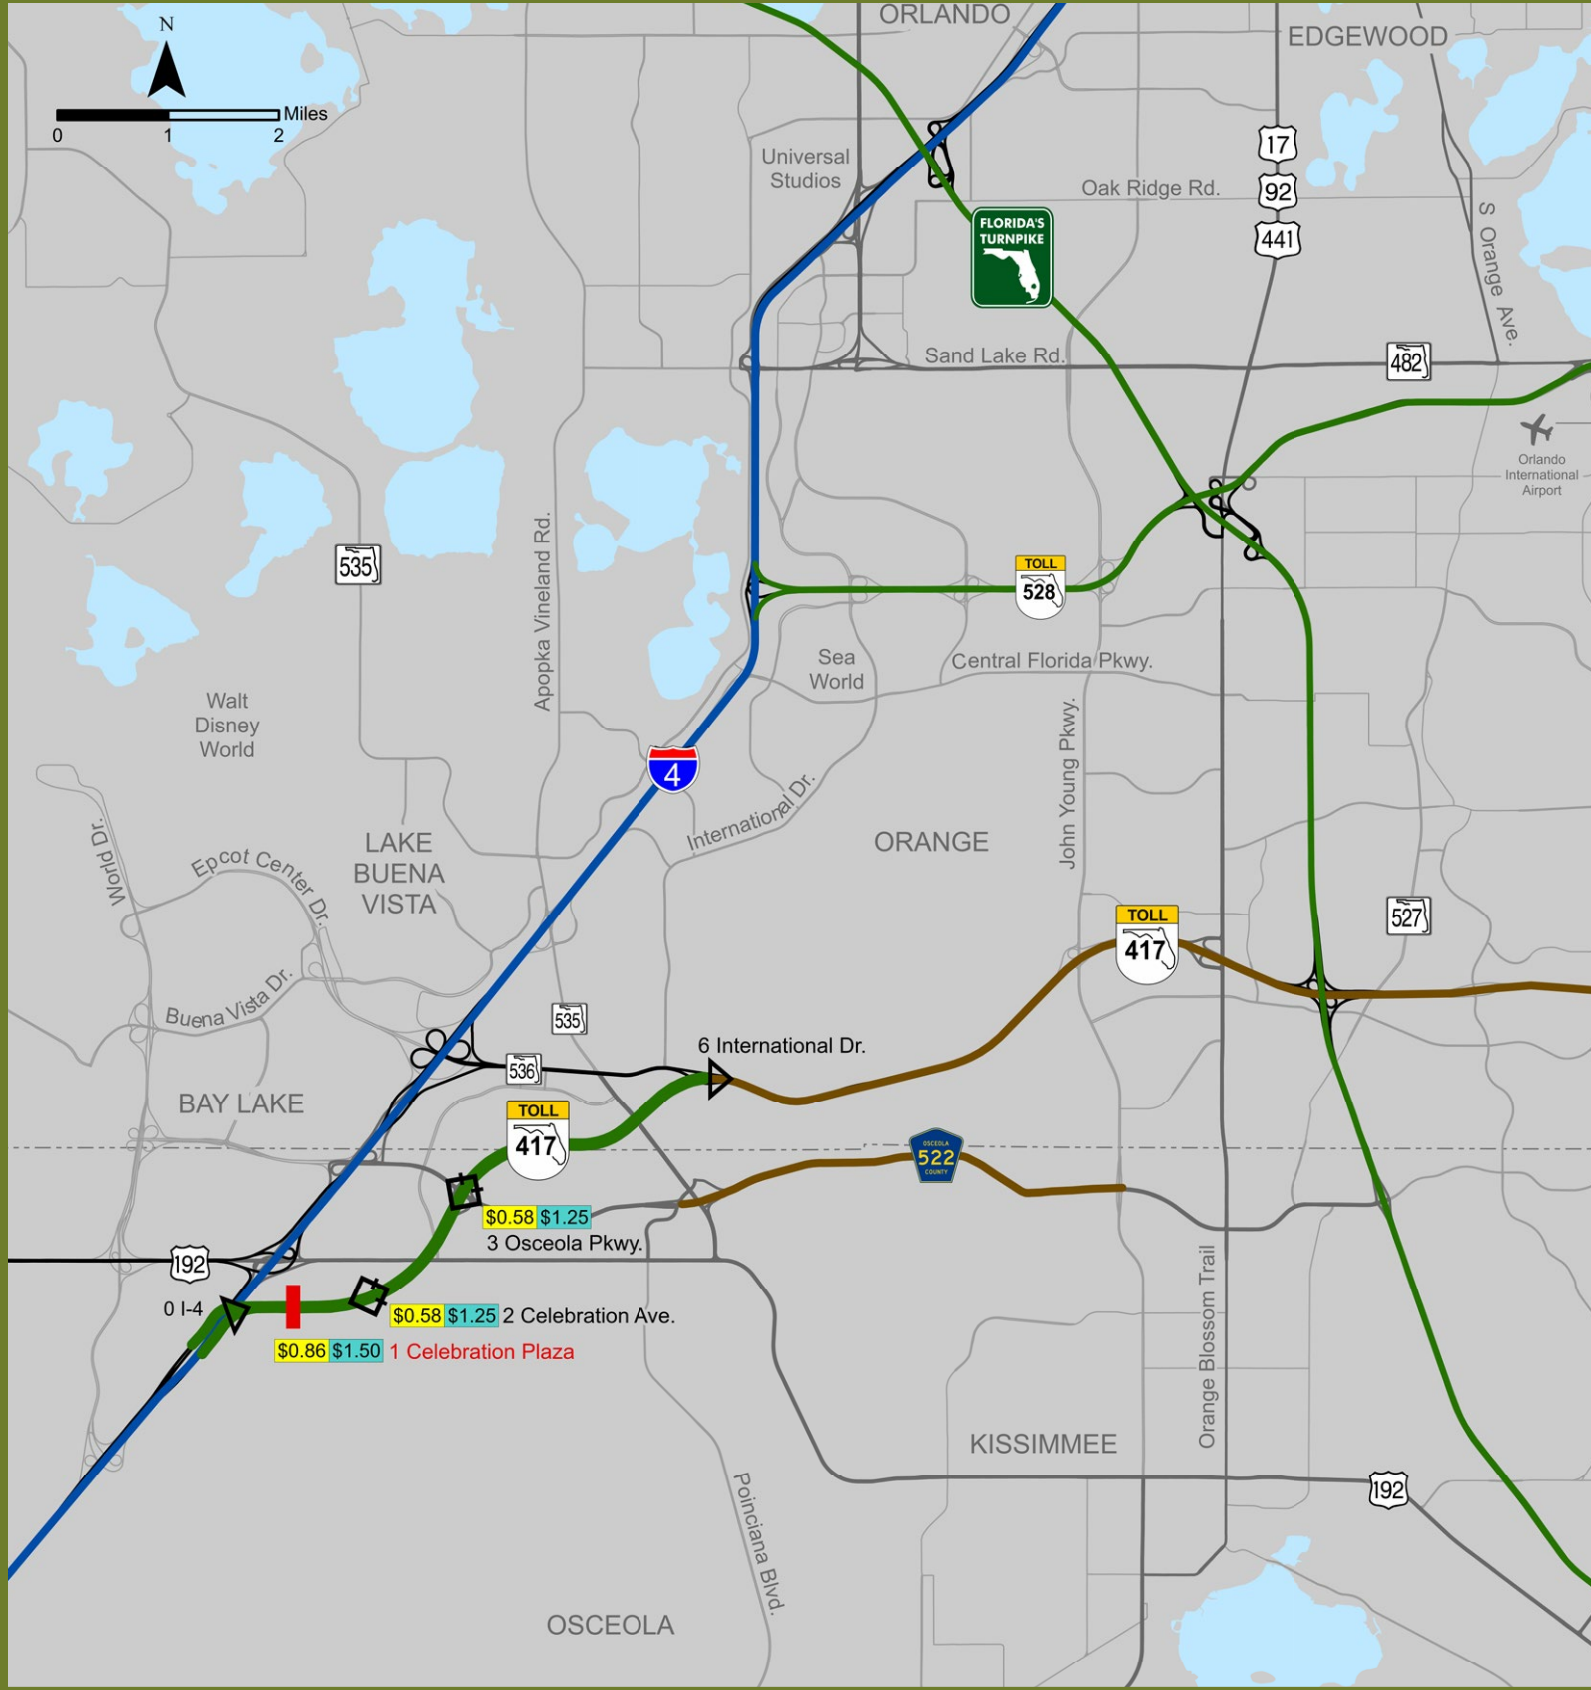 ORLANDO
EDGEWOOD
N
Miles
0 1 2
17
92
441
Universal
Studios
Oak Ridge Rd.
S Orange Ave.
FLORIDA'S
TURNPIKE
Sand Lake Rd.
482
Orlando
International
Airport
535
Apopka Vineland Rd.
TOLL
528
Sea
World
Central Florida Pkwy.
Walt
Disney
World
John Young Pkwy.
4
International Dr.
World Dr.
Epcot Center Dr.
LAKE
BUENA
VISTA
ORANGE
527
TOLL
417
Buena Vista Dr.
535
6 International Dr.
536
BAY LAKE
TOLL
417
OSCEOLA
522
COUNTY
$0.58 $1.25
3 Osceola Pkwy.
192
0 I-4
$0.58 $1.25 2 Celebration Ave.
$0.86 $1.50 1 Celebration Plaza
Orange Blossom Trail
KISSIMMEE
192
Poinciana Blvd.
OSCEOLA